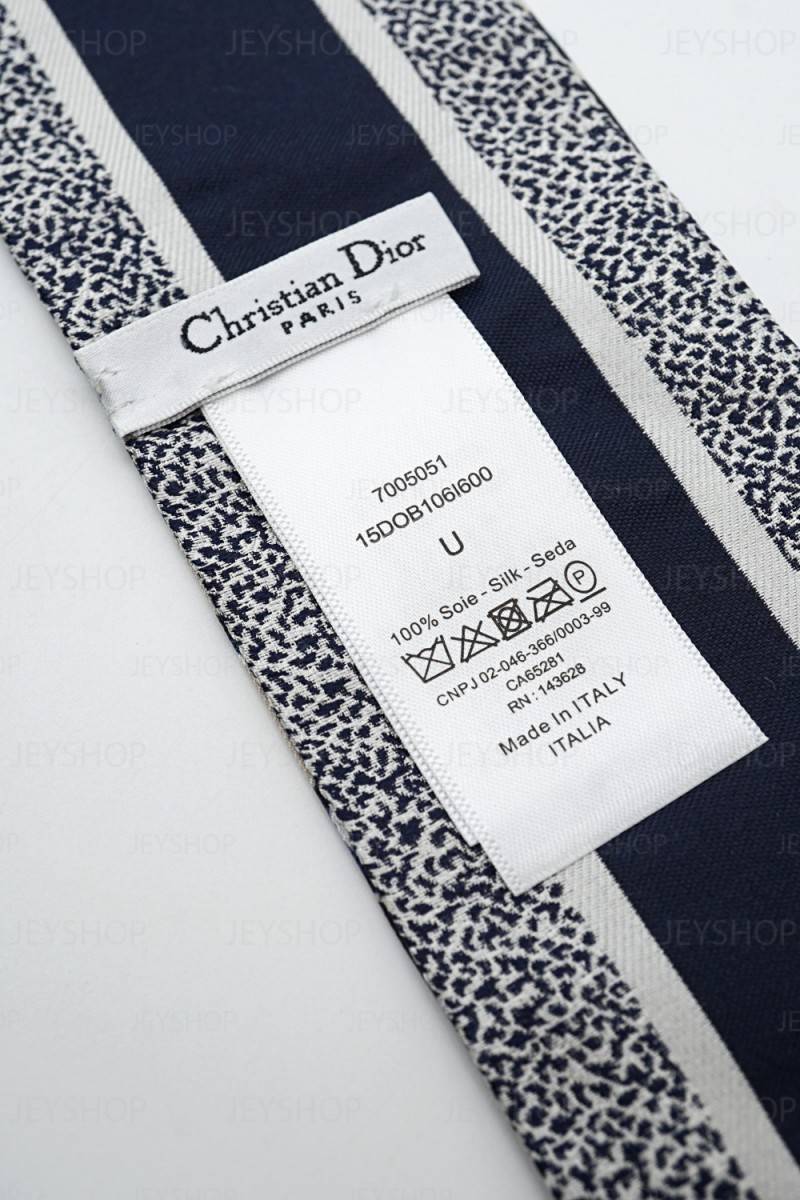 Christian Dior
PARIS
7005051
15DOB106I600
U
100% Soie - Silk - Seda
P
CNPJ 02-046-366/0003-99
CA65281
RN : 143628
Made In ITALY
ITALIA
JEYSHOP